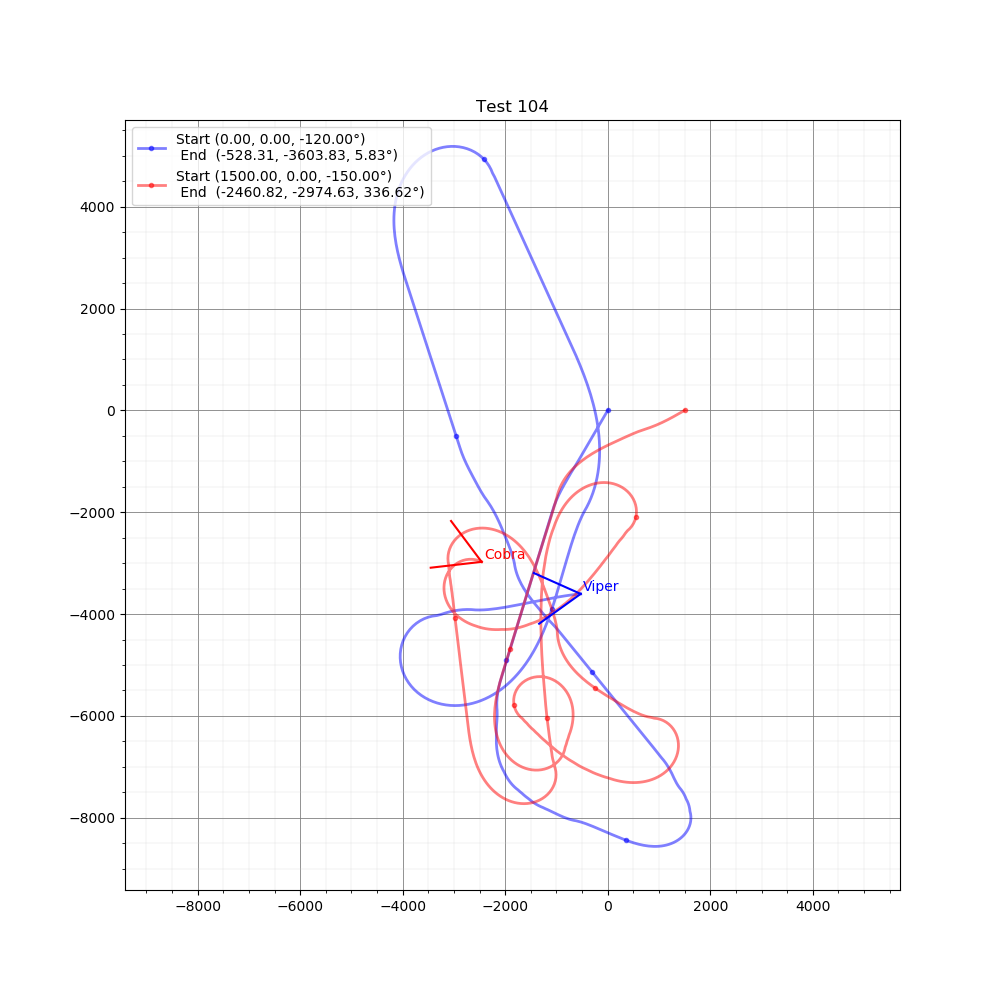 Test 104
Start (0.00, 0.00, -120.00°)
End (-528.31, -3603.83, 5.83°)
Start (1500.00, 0.00, -150.00°)
End (-2460.82, -2974.63, 336.62°)
4000
2000
0
−2000
Cobra
Viper
−4000
−6000
−8000
−8000 −6000 −4000 −2000 0 2000 4000